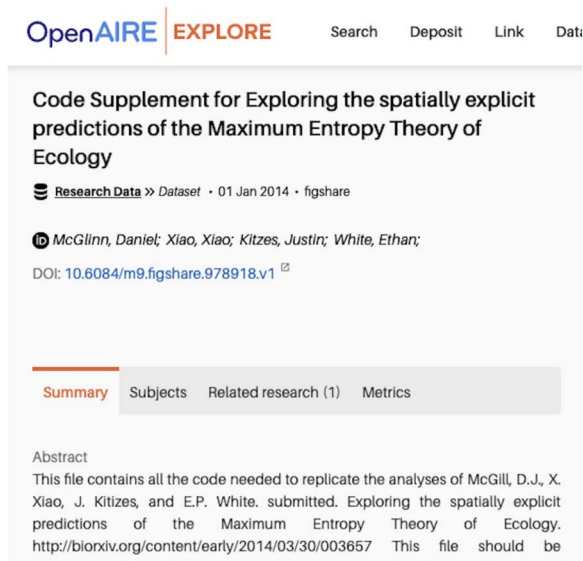 OpenAIRE | EXPLORE Search Deposit Link Data
Code Supplement for Exploring the spatially explicit
predictions of the Maximum Entropy Theory of
Ecology
Research Data >> Dataset • 01 Jan 2014 • figshare
iD McGlinn, Daniel; Xiao, Xiao; Kitzes, Justin; White, Ethan;
DOI: 10.6084/m9.figshare.978918.v1
Summary Subjects Related research (1) Metrics
Abstract
This file contains all the code needed to replicate the analyses of McGill, D.J., X.
Xiao, J. Kitizes, and E.P. White. submitted. Exploring the spatially explicit
predictions of the Maximum Entropy Theory of Ecology.
http://biorxiv.org/content/early/2014/03/30/003657 This file should be